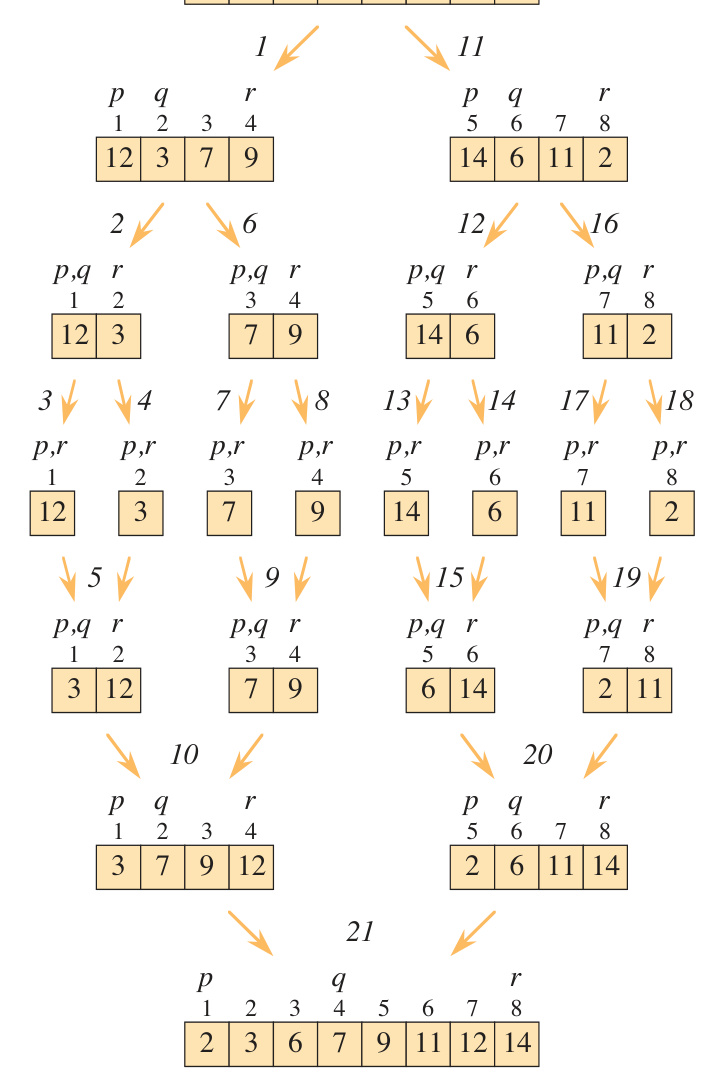 1 11
p q r p q r
1 2 3 4 5 6 7 8
12 3 7 9 14 6 11 2
2 6 12 16
p,q r p,q r p,q r p,q r
1 2 3 4 5 6 7 8
12 3 7 9 14 6 11 2
3 4 7 8 13 14 17 18
p,r p,r p,r p,r p,r p,r p,r p,r
1 2 3 4 5 6 7 8
12 3 7 9 14 6 11 2
5 9 15 19
p,q r p,q r p,q r p,q r
1 2 3 4 5 6 7 8
3 12 7 9 6 14 2 11
10 20
p q r p q r
1 2 3 4 5 6 7 8
3 7 9 12 2 6 11 14
21
p q r
1 2 3 4 5 6 7 8
2 3 6 7 9 11 12 14